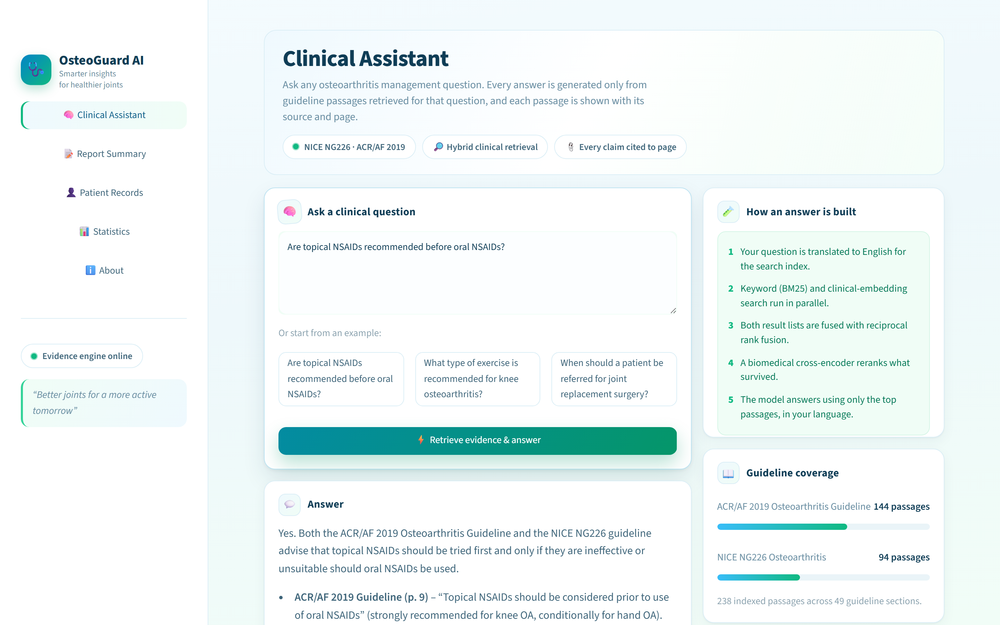 OsteoGuard AI
Smarter insights
for healthier joints
Clinical Assistant
Report Summary
Patient Records
Statistics
About
Evidence engine online
“Better joints for a more active
tomorrow”
Clinical Assistant
Ask any osteoarthritis management question. Every answer is generated only from
guideline passages retrieved for that question, and each passage is shown with its
source and page.
NICE NG226 · ACR/AF 2019
Hybrid clinical retrieval
Every claim cited to page
Ask a clinical question
Are topical NSAIDs recommended before oral NSAIDs?
Or start from an example:
Are topical NSAIDs
recommended before oral
NSAIDs?
What type of exercise is
recommended for knee
osteoarthritis?
When should a patient be
referred for joint
replacement surgery?
Retrieve evidence & answer
Answer
Yes. Both the ACR/AF 2019 Osteoarthritis Guideline and the NICE NG226 guideline
advise that topical NSAIDs should be tried first and only if they are ineffective or
unsuitable should oral NSAIDs be used.
• ACR/AF 2019 Guideline (p. 9) – “Topical NSAIDs should be considered prior to use
of oral NSAIDs” (strongly recommended for knee OA, conditionally for hand OA).
How an answer is built
1 Your question is translated to English for
the search index.
2 Keyword (BM25) and clinical-embedding
search run in parallel.
3 Both result lists are fused with reciprocal
rank fusion.
4 A biomedical cross-encoder reranks what
survived.
5 The model answers using only the top
passages, in your language.
Guideline coverage
ACR/AF 2019 Osteoarthritis Guideline 144 passages
NICE NG226 Osteoarthritis 94 passages
238 indexed passages across 49 guideline sections.